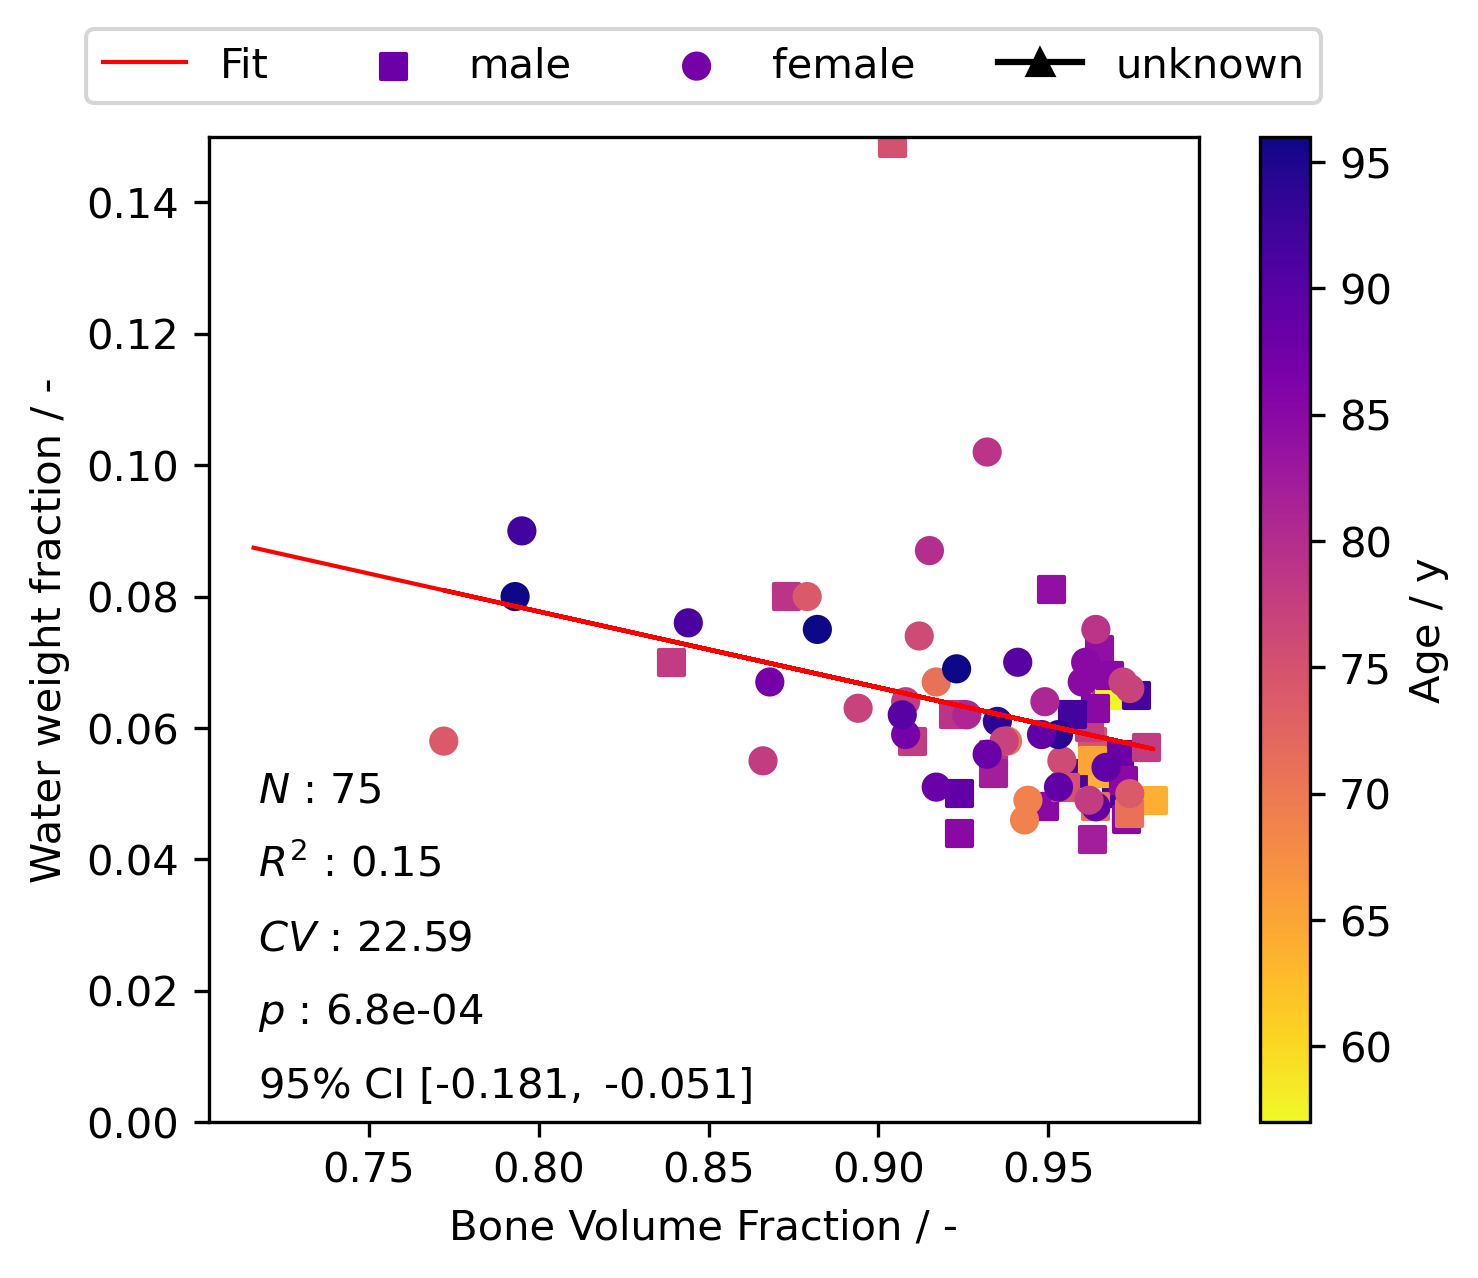 Fit male female unknown
0.14
0.12
0.10
0.08
0.06
0.04
0.02
0.00
Water weight fraction / -
N : 75
R² : 0.15
CV : 22.59
p : 6.8e-04
95% CI [-0.181, -0.051]
0.75 0.80 0.85 0.90 0.95
Bone Volume Fraction / -
95
90
85
80
75
70
65
60
Age / y